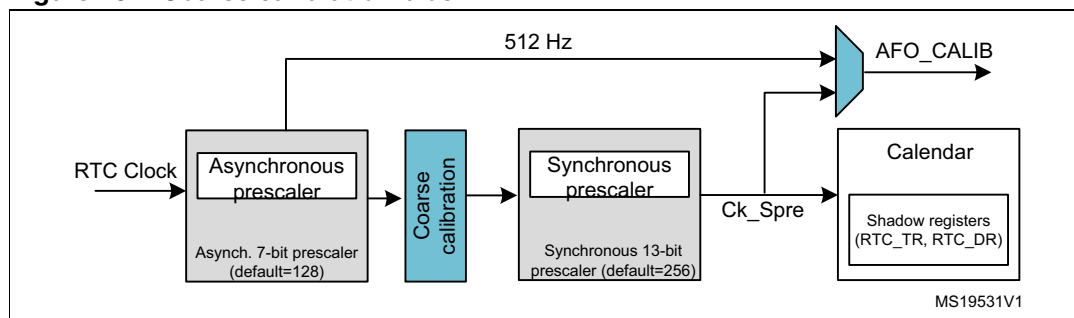 512 Hz
AFO_CALIB
RTC Clock
Asynchronous
prescaler
Asynch. 7-bit prescaler
(default=128)
Coarse
calibration
Synchronous
prescaler
Synchronous 13-bit
prescaler (default=256)
Ck_Spre
Calendar
Shadow registers
(RTC_TR, RTC_DR)
MS19531V1